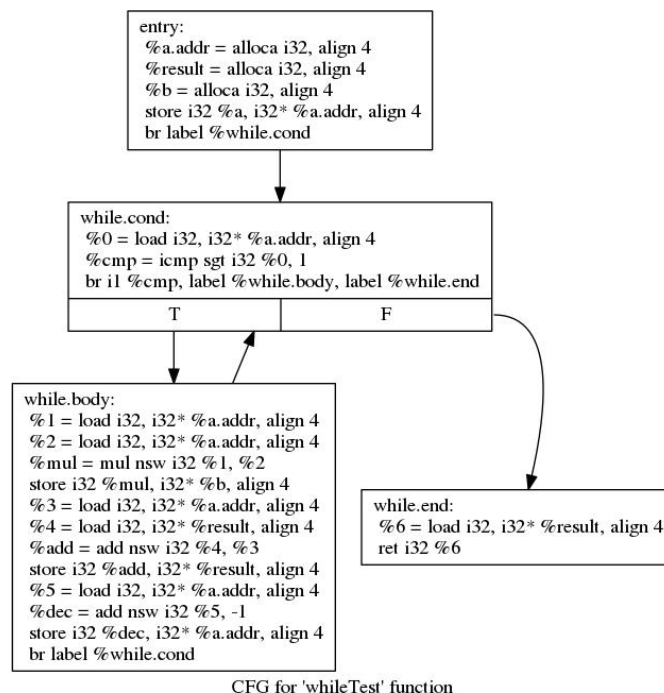 entry:
%a.addr = alloca i32, align 4
%result = alloca i32, align 4
%b = alloca i32, align 4
store i32 %a, i32* %a.addr, align 4
br label %while.cond
while.cond:
%0 = load i32, i32* %a.addr, align 4
%cmp = icmp sgt i32 %0, 1
br i1 %cmp, label %while.body, label %while.end
T F
while.body:
%1 = load i32, i32* %a.addr, align 4
%2 = load i32, i32* %a.addr, align 4
%mul = mul nsw i32 %1, %2
store i32 %mul, i32* %b, align 4
%3 = load i32, i32* %a.addr, align 4
%4 = load i32, i32* %result, align 4
%add = add nsw i32 %4, %3
store i32 %add, i32* %result, align 4
%5 = load i32, i32* %a.addr, align 4
%dec = add nsw i32 %5, -1
store i32 %dec, i32* %a.addr, align 4
br label %while.cond
while.end:
%6 = load i32, i32* %result, align 4
ret i32 %6
CFG for 'whileTest' function